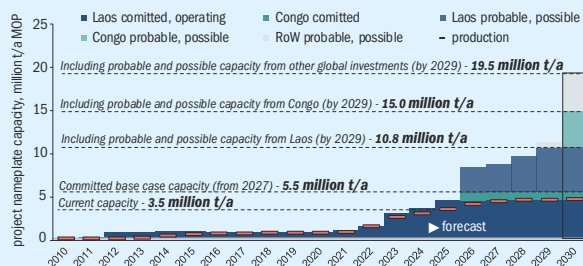 Laos comitted, operating
Congo comitted
Laos probable, possible
Congo probable, possible
RoW probable, possible
production
project nameplate capacity, million t/a MOP
25
20
15
10
5
0
Including probable and possible capacity from other global investments (by 2029) - 19.5 million t/a
Including probable and possible capacity from Congo (by 2029) - 15.0 million t/a
Including probable and possible capacity from Laos (by 2029) - 10.8 million t/a
Committed base case capacity (from 2027) - 5.5 million t/a
Current capacity - 3.5 million t/a
forecast
2010 2011 2012 2013 2014 2015 2016 2017 2018 2019 2020 2021 2022 2023 2024 2025 2026 2027 2028 2029 2030